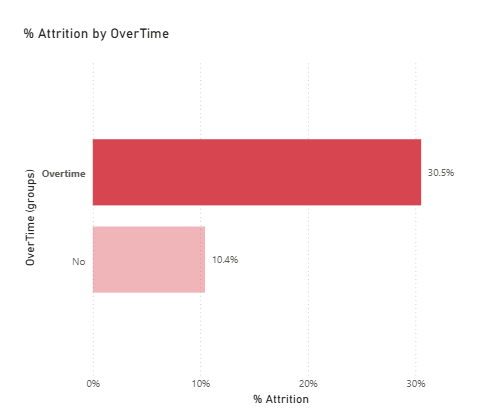 % Attrition by OverTime
OverTime (groups)
Overtime
30.5%
No
10.4%
0%
10%
20%
30%
% Attrition